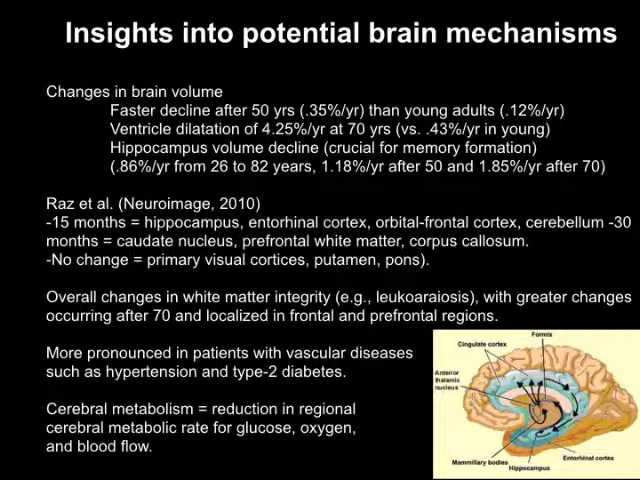 Insights into potential brain mechanisms
Changes in brain volume
Faster decline after 50 yrs (.35%/yr) than young adults (.12%/yr)
Ventricle dilatation of 4.25%/yr at 70 yrs (vs. .43%/yr in young)
Hippocampus volume decline (crucial for memory formation)
(.86%/yr from 26 to 82 years, 1.18%/yr after 50 and 1.85%/yr after 70)
Raz et al. (Neuroimage, 2010)
-15 months = hippocampus, entorhinal cortex, orbital-frontal cortex, cerebellum -30
months = caudate nucleus, prefrontal white matter, corpus callosum.
-No change = primary visual cortices, putamen, pons).
Overall changes in white matter integrity (e.g., leukoaraiosis), with greater changes
occurring after 70 and localized in frontal and prefrontal regions.
More pronounced in patients with vascular diseases
such as hypertension and type-2 diabetes.
Cerebral metabolism = reduction in regional
cerebral metabolic rate for glucose, oxygen,
and blood flow.
Fornix
Cingulate cortex
Anterior
thalamic
nucleus
Mammillary bodies
Hippocampus
Entorhinal cortex